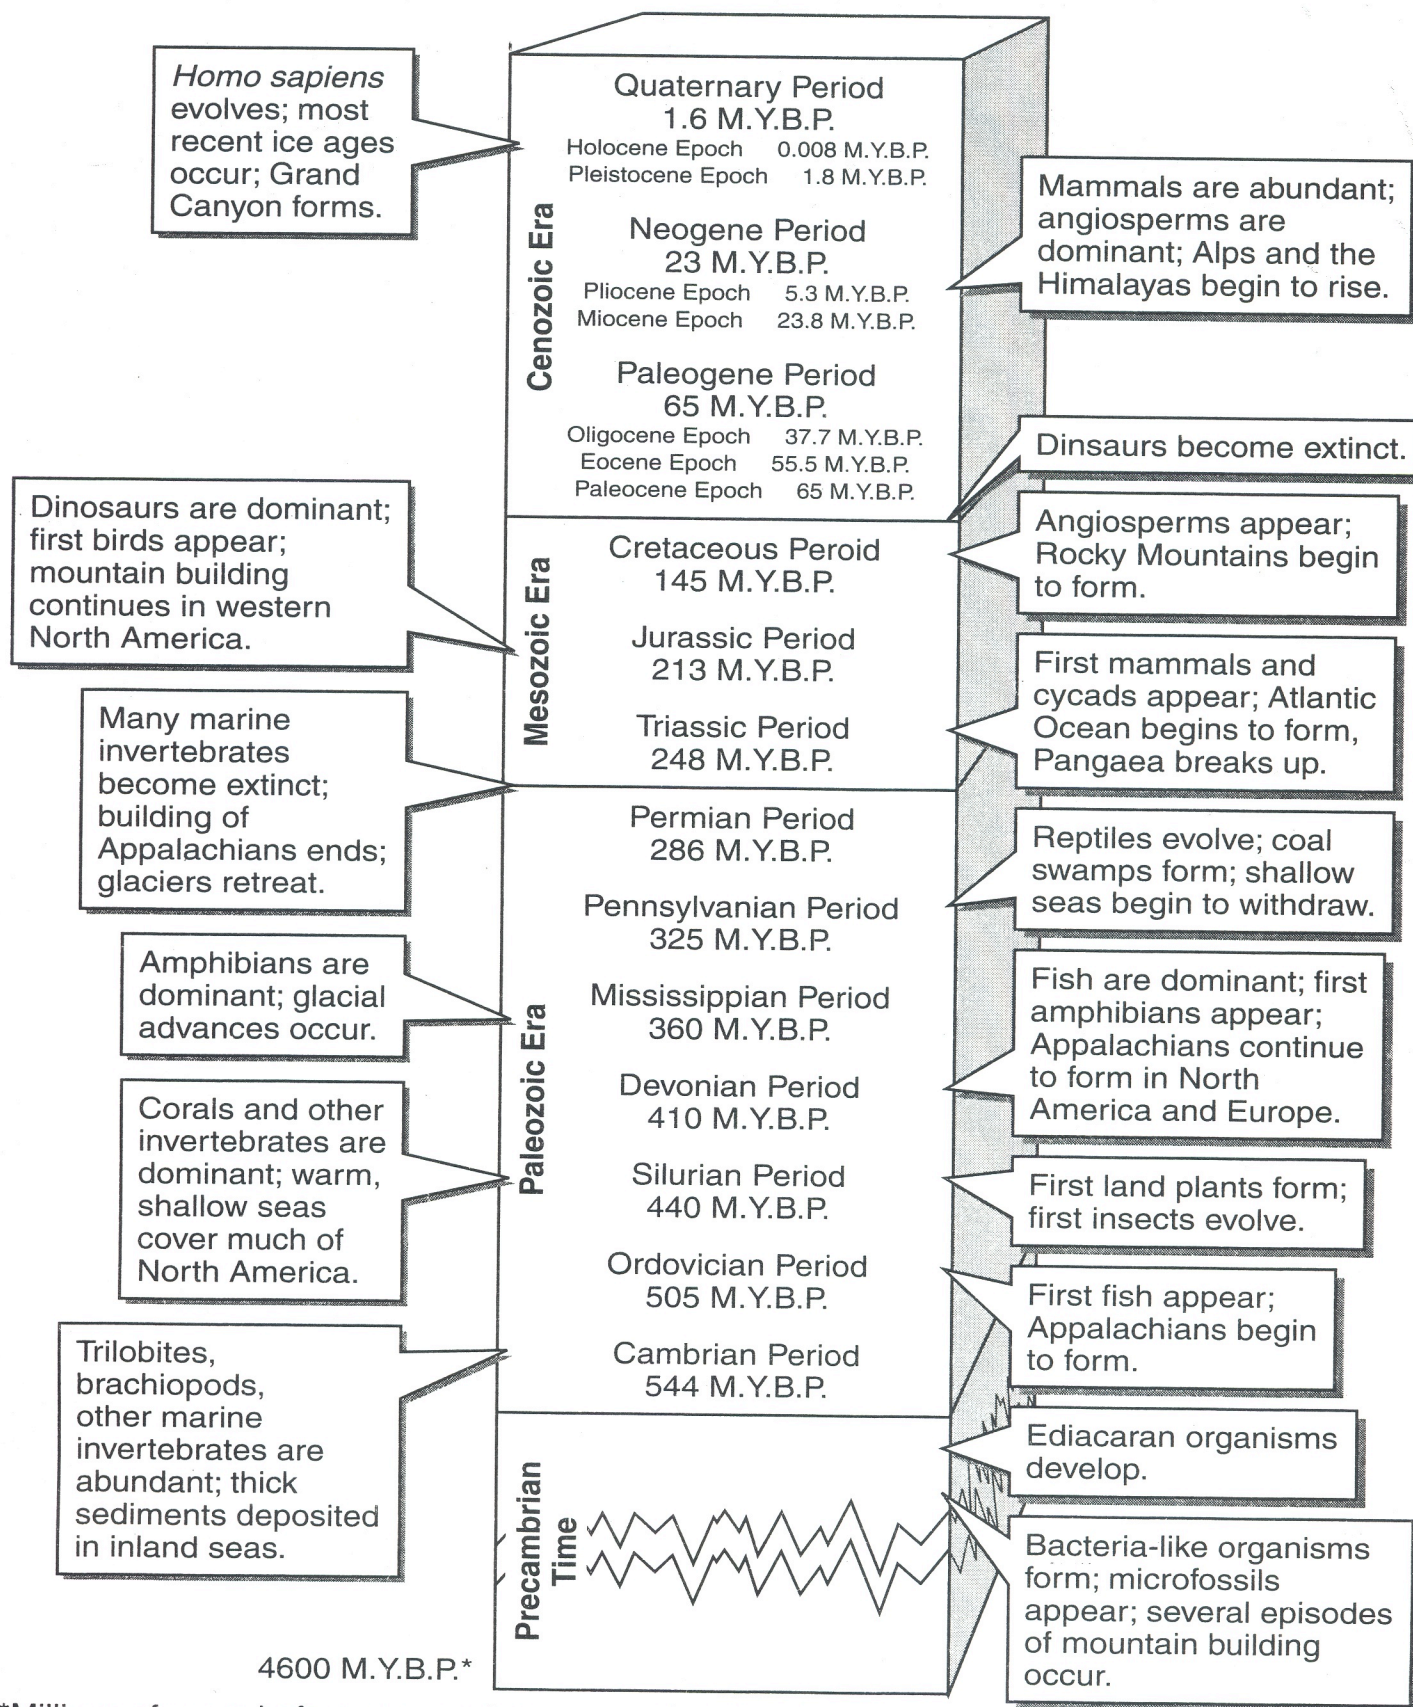 Homo sapiens
evolves; most
recent ice ages
occur; Grand
Canyon forms.
Quaternary Period
1.6 M.Y.B.P.
Holocene Epoch 0.008 M.Y.B.P.
Pleistocene Epoch 1.8 M.Y.B.P.
Neogene Period
23 M.Y.B.P.
Pliocene Epoch 5.3 M.Y.B.P.
Miocene Epoch 23.8 M.Y.B.P.
Paleogene Period
65 M.Y.B.P.
Oligocene Epoch 37.7 M.Y.B.P.
Eocene Epoch 55.5 M.Y.B.P.
Paleocene Epoch 65 M.Y.B.P.
Cenozoic Era
Mammals are abundant;
angiosperms are
dominant; Alps and the
Himalayas begin to rise.
Dinsaurs become extinct.
Dinosaurs are dominant;
first birds appear;
mountain building
continues in western
North America.
Cretaceous Peroid
145 M.Y.B.P.
Jurassic Period
213 M.Y.B.P.
Triassic Period
248 M.Y.B.P.
Mesozoic Era
Angiosperms appear;
Rocky Mountains begin
to form.
First mammals and
cycads appear; Atlantic
Ocean begins to form,
Pangaea breaks up.
Many marine
invertebrates
become extinct;
building of
Appalachians ends;
glaciers retreat.
Permian Period
286 M.Y.B.P.
Pennsylvanian Period
325 M.Y.B.P.
Mississippian Period
360 M.Y.B.P.
Devonian Period
410 M.Y.B.P.
Silurian Period
440 M.Y.B.P.
Ordovician Period
505 M.Y.B.P.
Cambrian Period
544 M.Y.B.P.
Paleozoic Era
Reptiles evolve; coal
swamps form; shallow
seas begin to withdraw.
Amphibians are
dominant; glacial
advances occur.
Fish are dominant; first
amphibians appear;
Appalachians continue
to form in North
America and Europe.
Corals and other
invertebrates are
dominant; warm,
shallow seas
cover much of
North America.
First land plants form;
first insects evolve.
First fish appear;
Appalachians begin
to form.
Trilobites,
brachiopods,
other marine
invertebrates are
abundant; thick
sediments deposited
in inland seas.
Ediacaran organisms
develop.
Precambrian
Time
Bacteria-like organisms
form; microfossils
appear; several episodes
of mountain building
occur.
4600 M.Y.B.P.*